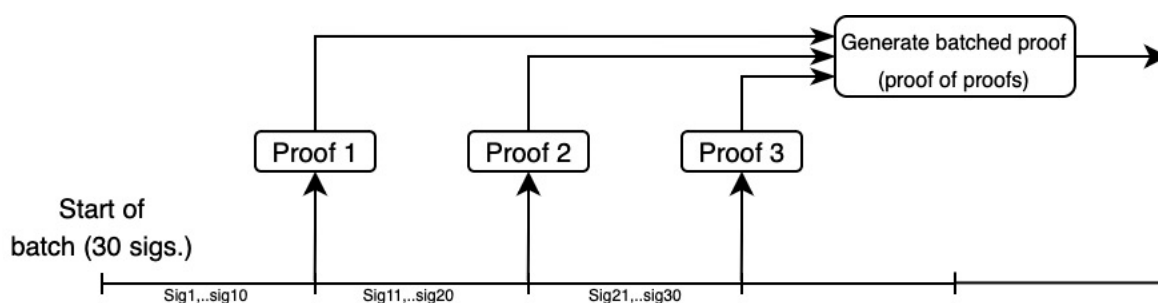 Generate batched proof
(proof of proofs)
Proof 1
Proof 2
Proof 3
Start of
batch (30 sigs.)
Sig1,..sig10
Sig11,..sig20
Sig21,..sig30